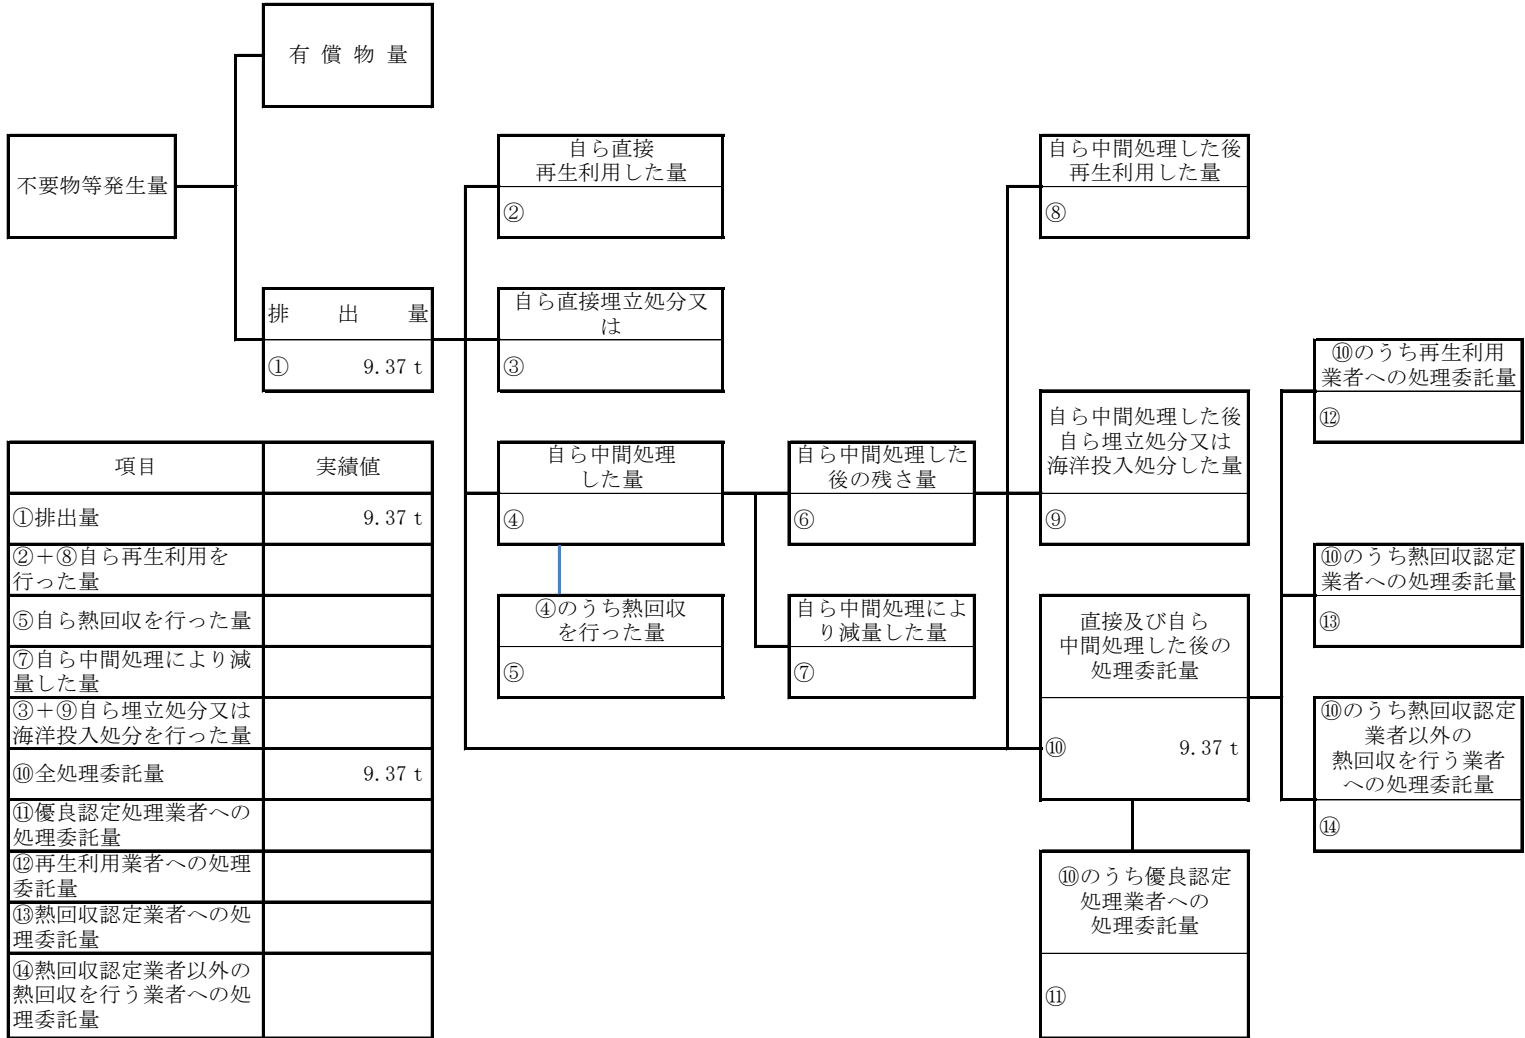 有償物量
不要物等発生量
自ら直接
再生利用した量
②
自ら中間処理した後
再生利用した量
⑧
排出量
① 9.37 t
自ら直接埋立処分又
は
③
⑩のうち再生利用
業者への処理委託量
⑫
自ら中間処理
した量
④
自ら中間処理した
後の残さ量
⑥
自ら中間処理した後
自ら埋立処分又は
海洋投入処分した量
⑨
⑩のうち熱回収認定
業者への処理委託量
⑬
④のうち熱回収
を行った量
⑤
自ら中間処理によ
り減量した量
⑦
直接及び自ら
中間処理した後の
処理委託量
⑩ 9.37 t
⑩のうち熱回収認定
業者以外の
熱回収を行う業者
への処理委託量
⑭
⑩のうち優良認定
処理業者への
処理委託量
⑪
項目 実績値
①排出量 9.37 t
②+⑧自ら再生利用を
行った量
⑤自ら熱回収を行った量
⑦自ら中間処理により減
量した量
③+⑨自ら埋立処分又は
海洋投入処分を行った量
⑩全処理委託量 9.37 t
⑪優良認定処理業者への
処理委託量
⑫再生利用業者への処理
委託量
⑬熱回収認定業者への処
理委託量
⑭熱回収認定業者以外の
熱回収を行う業者への処
理委託量